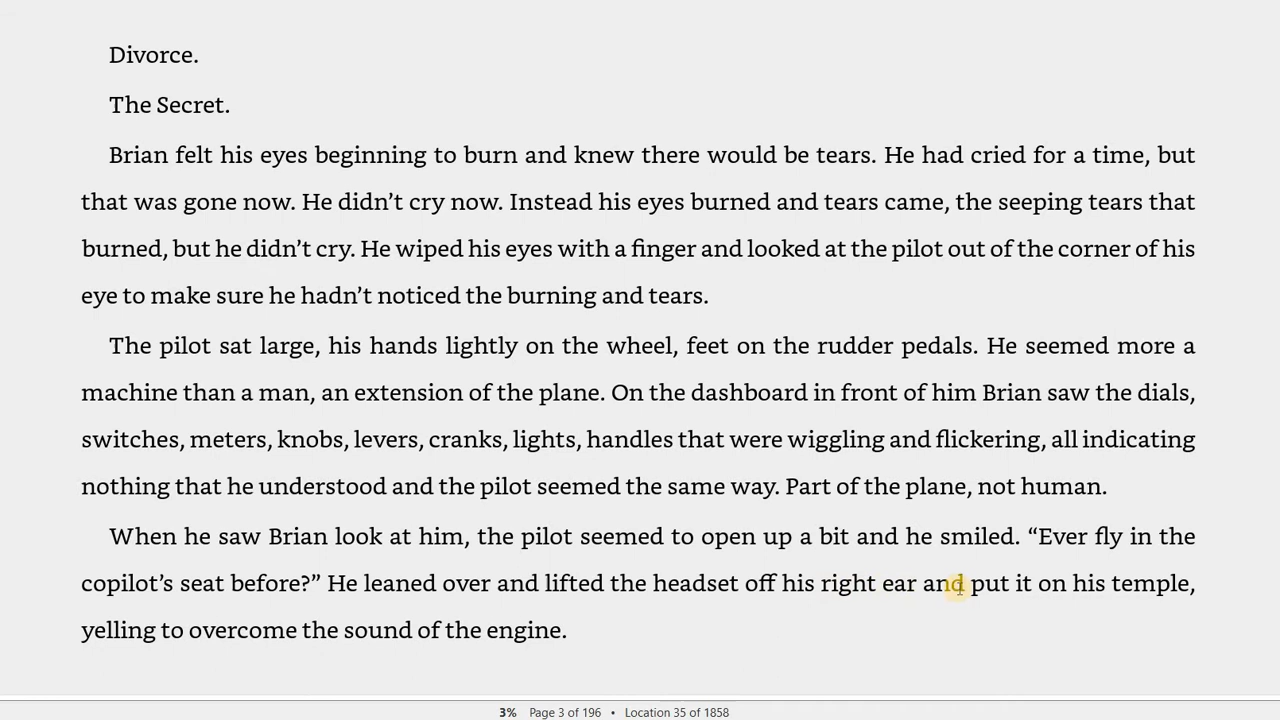 Divorce.
The Secret.
Brian felt his eyes beginning to burn and knew there would be tears. He had cried for a time, but
that was gone now. He didn’t cry now. Instead his eyes burned and tears came, the seeping tears that
burned, but he didn’t cry. He wiped his eyes with a finger and looked at the pilot out of the corner of his
eye to make sure he hadn’t noticed the burning and tears.
The pilot sat large, his hands lightly on the wheel, feet on the rudder pedals. He seemed more a
machine than a man, an extension of the plane. On the dashboard in front of him Brian saw the dials,
switches, meters, knobs, levers, cranks, lights, handles that were wiggling and flickering, all indicating
nothing that he understood and the pilot seemed the same way. Part of the plane, not human.
When he saw Brian look at him, the pilot seemed to open up a bit and he smiled. “Ever fly in the
copilot’s seat before?” He leaned over and lifted the headset off his right ear and put it on his temple,
yelling to overcome the sound of the engine.
3% Page 3 of 196 • Location 35 of 1858